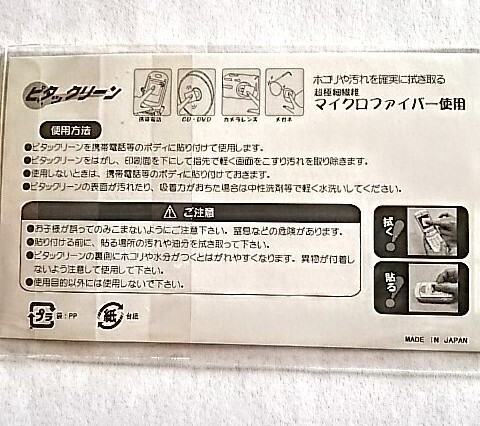 ピタックリーン
携帯電話
CD・DVD
カメラレンズ
メガネ
ホコリや汚れを確実に拭き取る
超極細繊維
マイクロファイバー使用
使用方法
●ピタックリーンを携帯電話等のボディに貼り付けて使用します。
●ピタックリーンをはがし、印刷面を下にして指先で軽く画面をこすり汚れを取り除きます。
●使用しないときは、携帯電話等のボディに貼り付けておきます。
●ピタックリーンの表面が汚れたり、吸着力がおちた場合は中性洗剤等で軽く水洗いしてください。
⚠ ご注意
●お子様が誤ってのみこまないようにご注意下さい。窒息などの危険があります。
●貼り付ける前に、貼る場所の汚れや油分を拭き取って下さい。
●ピタックリーンの裏側にホコリや水分がつくとはがれやすくなります。異物が付着し
ないよう注意して使用して下さい。
●使用目的以外には使用しないで下さい。
拭く!
貼る!
プラ
袋:PP
紙
台紙
MADE IN JAPAN